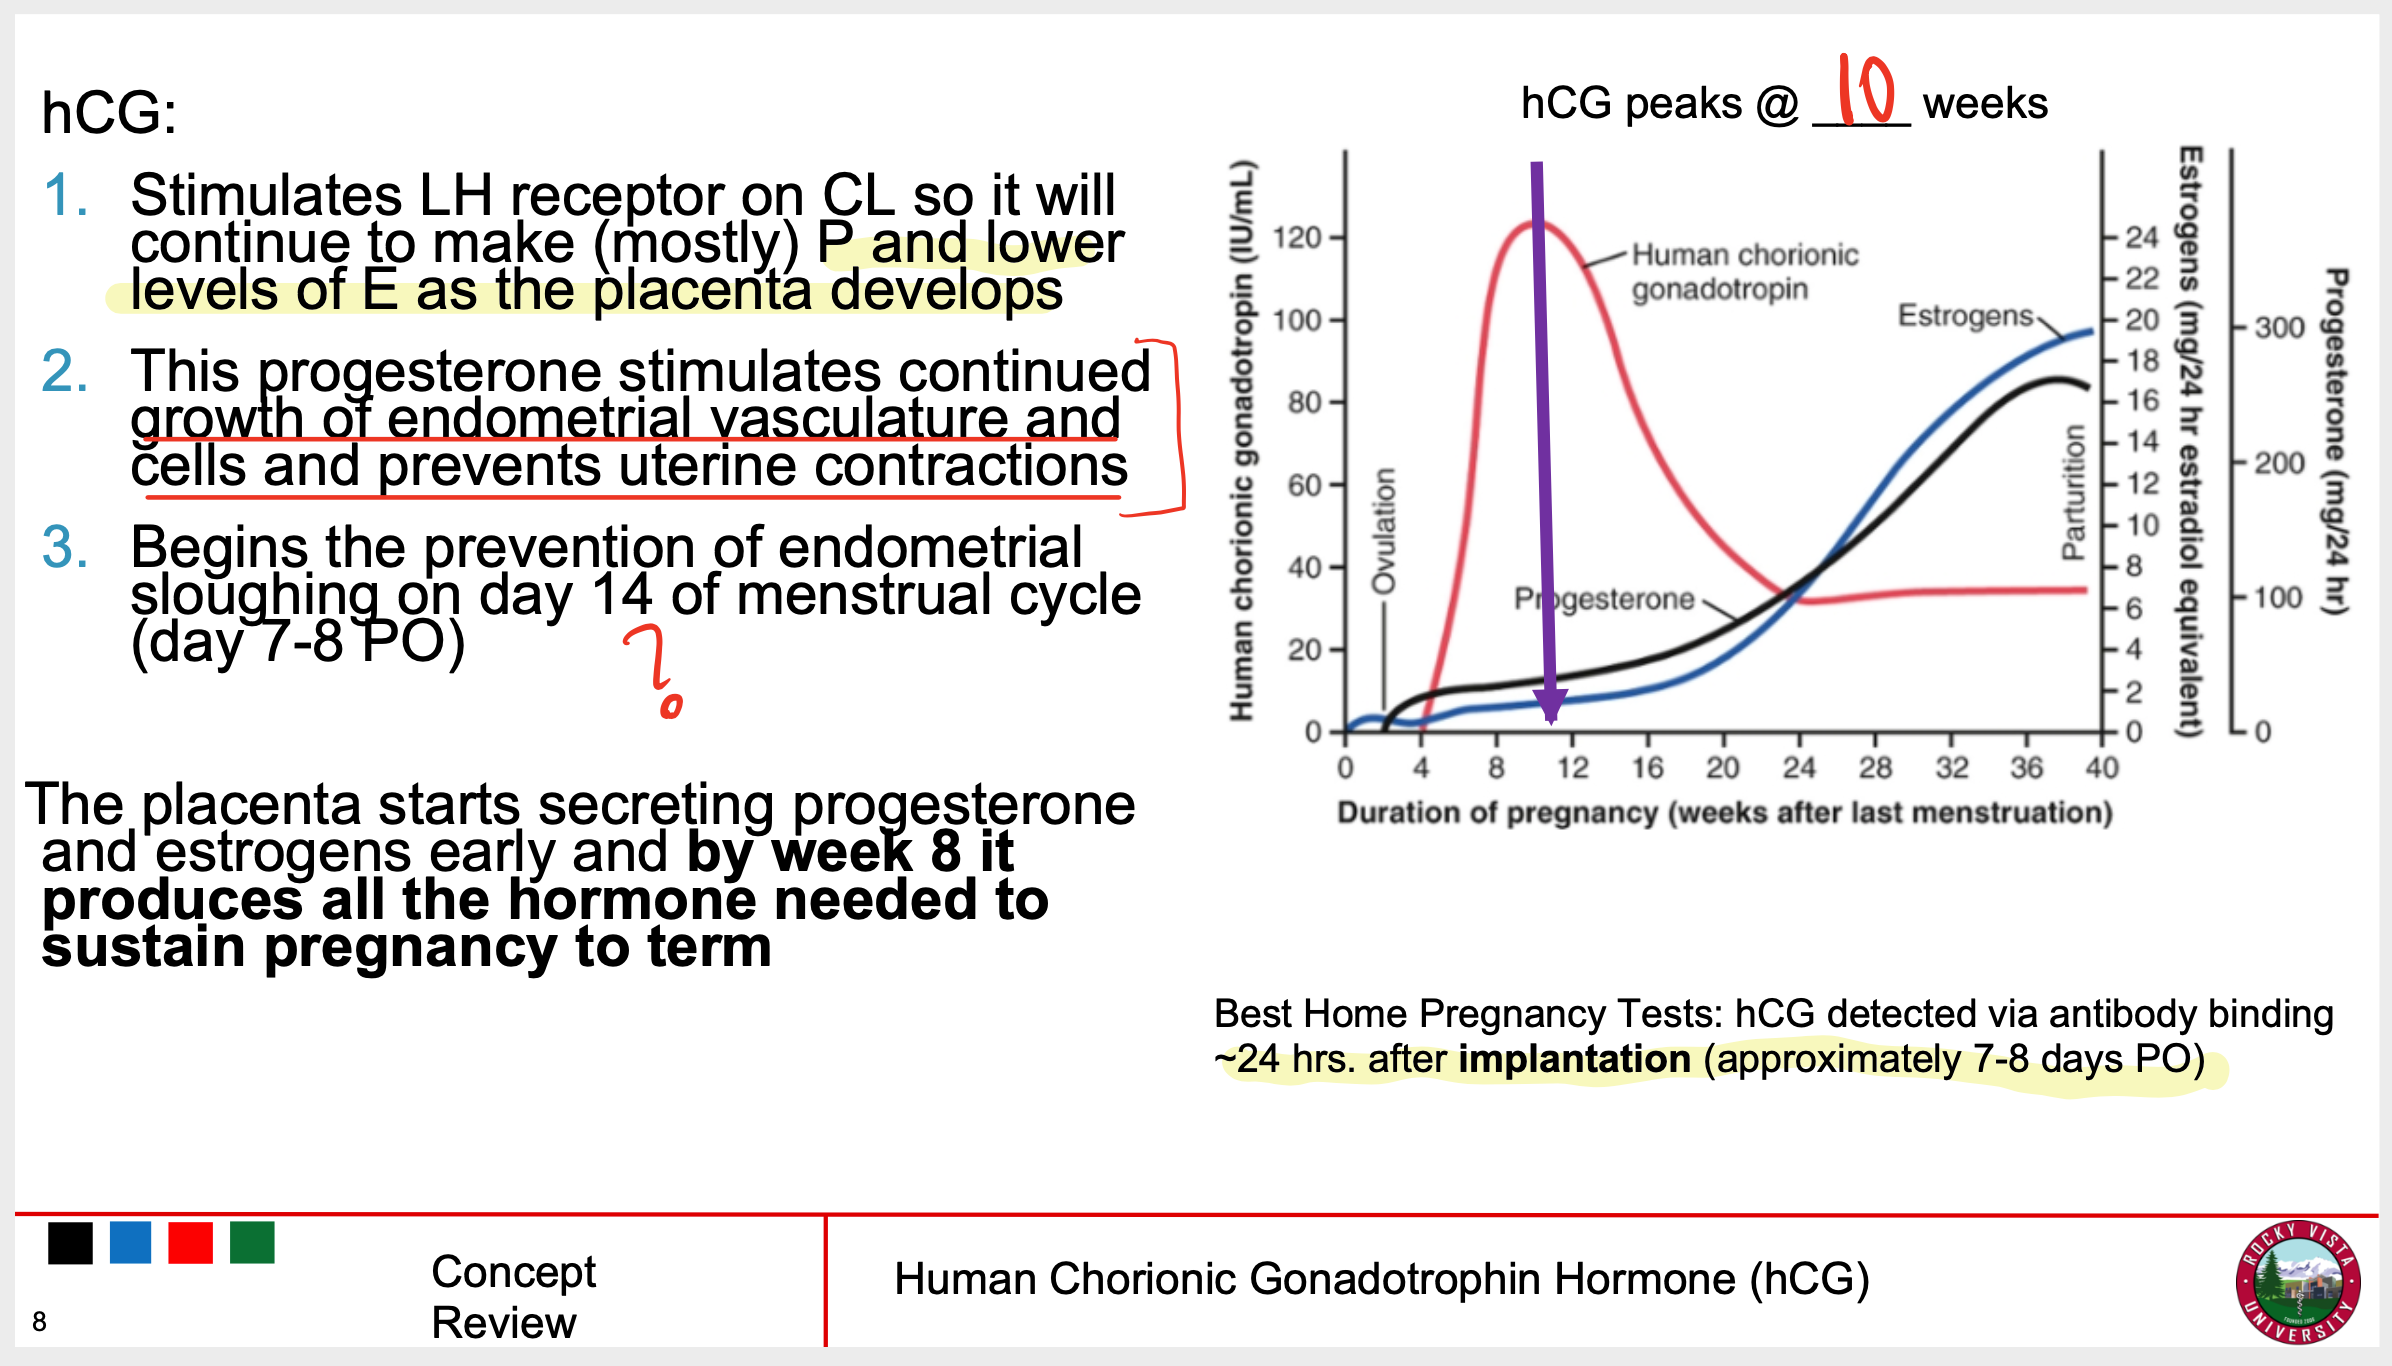 hCG:
1. Stimulates LH receptor on CL so it will
continue to make (mostly) P and lower
levels of E as the placenta develops
2. This progesterone stimulates continued
growth of endometrial vasculature and
cells and prevents uterine contractions
3. Begins the prevention of endometrial
sloughing on day 14 of menstrual cycle
(day 7-8 PO)
?
The placenta starts secreting progesterone
and estrogens early and by week 8 it
produces all the hormone needed to
sustain pregnancy to term
hCG peaks @ 10 weeks
Human chorionic gonadotropin (IU/mL)
120
100
80
60
40
20
0
Ovulation
Human chorionic
gonadotropin
Estrogens
Progesterone
Parturition
24
22
20
18
16
14
12
10
8
6
4
2
0
Estrogens (mg/24 hr estradiol equivalent)
300
200
100
0
Progesterone (mg/24 hr)
0 4 8 12 16 20 24 28 32 36 40
Duration of pregnancy (weeks after last menstruation)
Best Home Pregnancy Tests: hCG detected via antibody binding
~24 hrs. after implantation (approximately 7-8 days PO)
8
Concept
Review
Human Chorionic Gonadotrophin Hormone (hCG)
ROCKY VISTA
UNIVERSITY